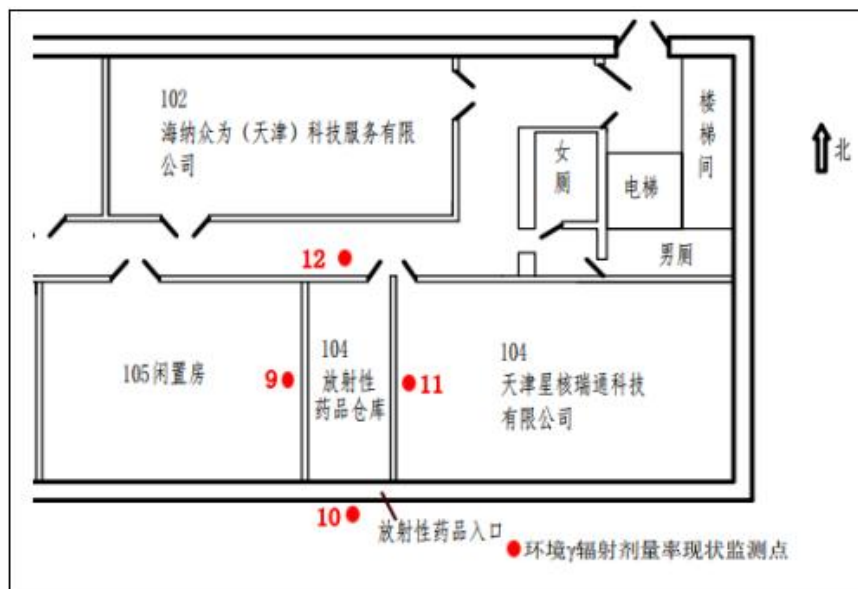 102
海纳众为（天津）科技服务有限
公司
女
厕
电梯
楼
梯
间
北
男厕
12
105闲置房
9
104
放射性
药品仓库
11
104
天津星核瑞通科技
有限公司
10
放射性药品入口
环境γ辐射剂量率现状监测点